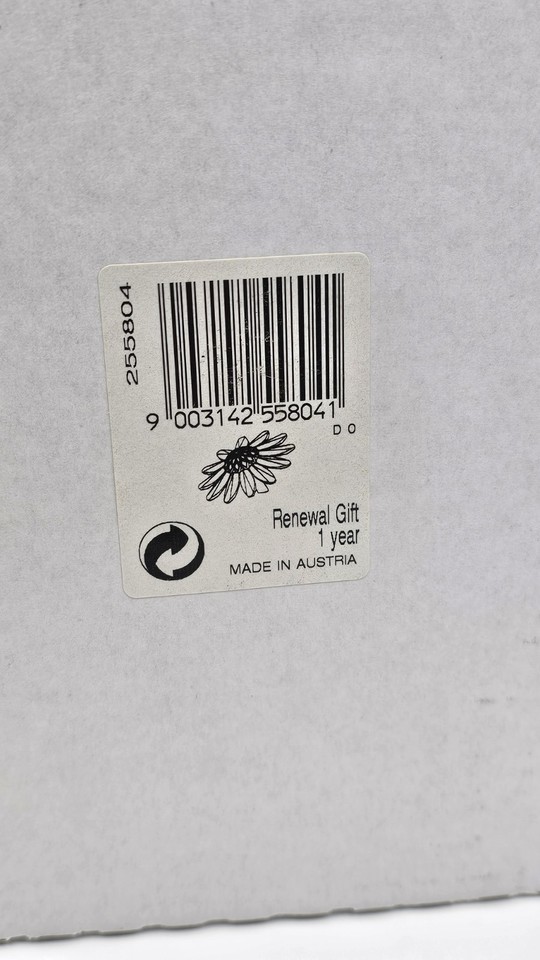 255804
9 003142 558041
D O
Renewal Gift
1 year
MADE IN AUSTRIA